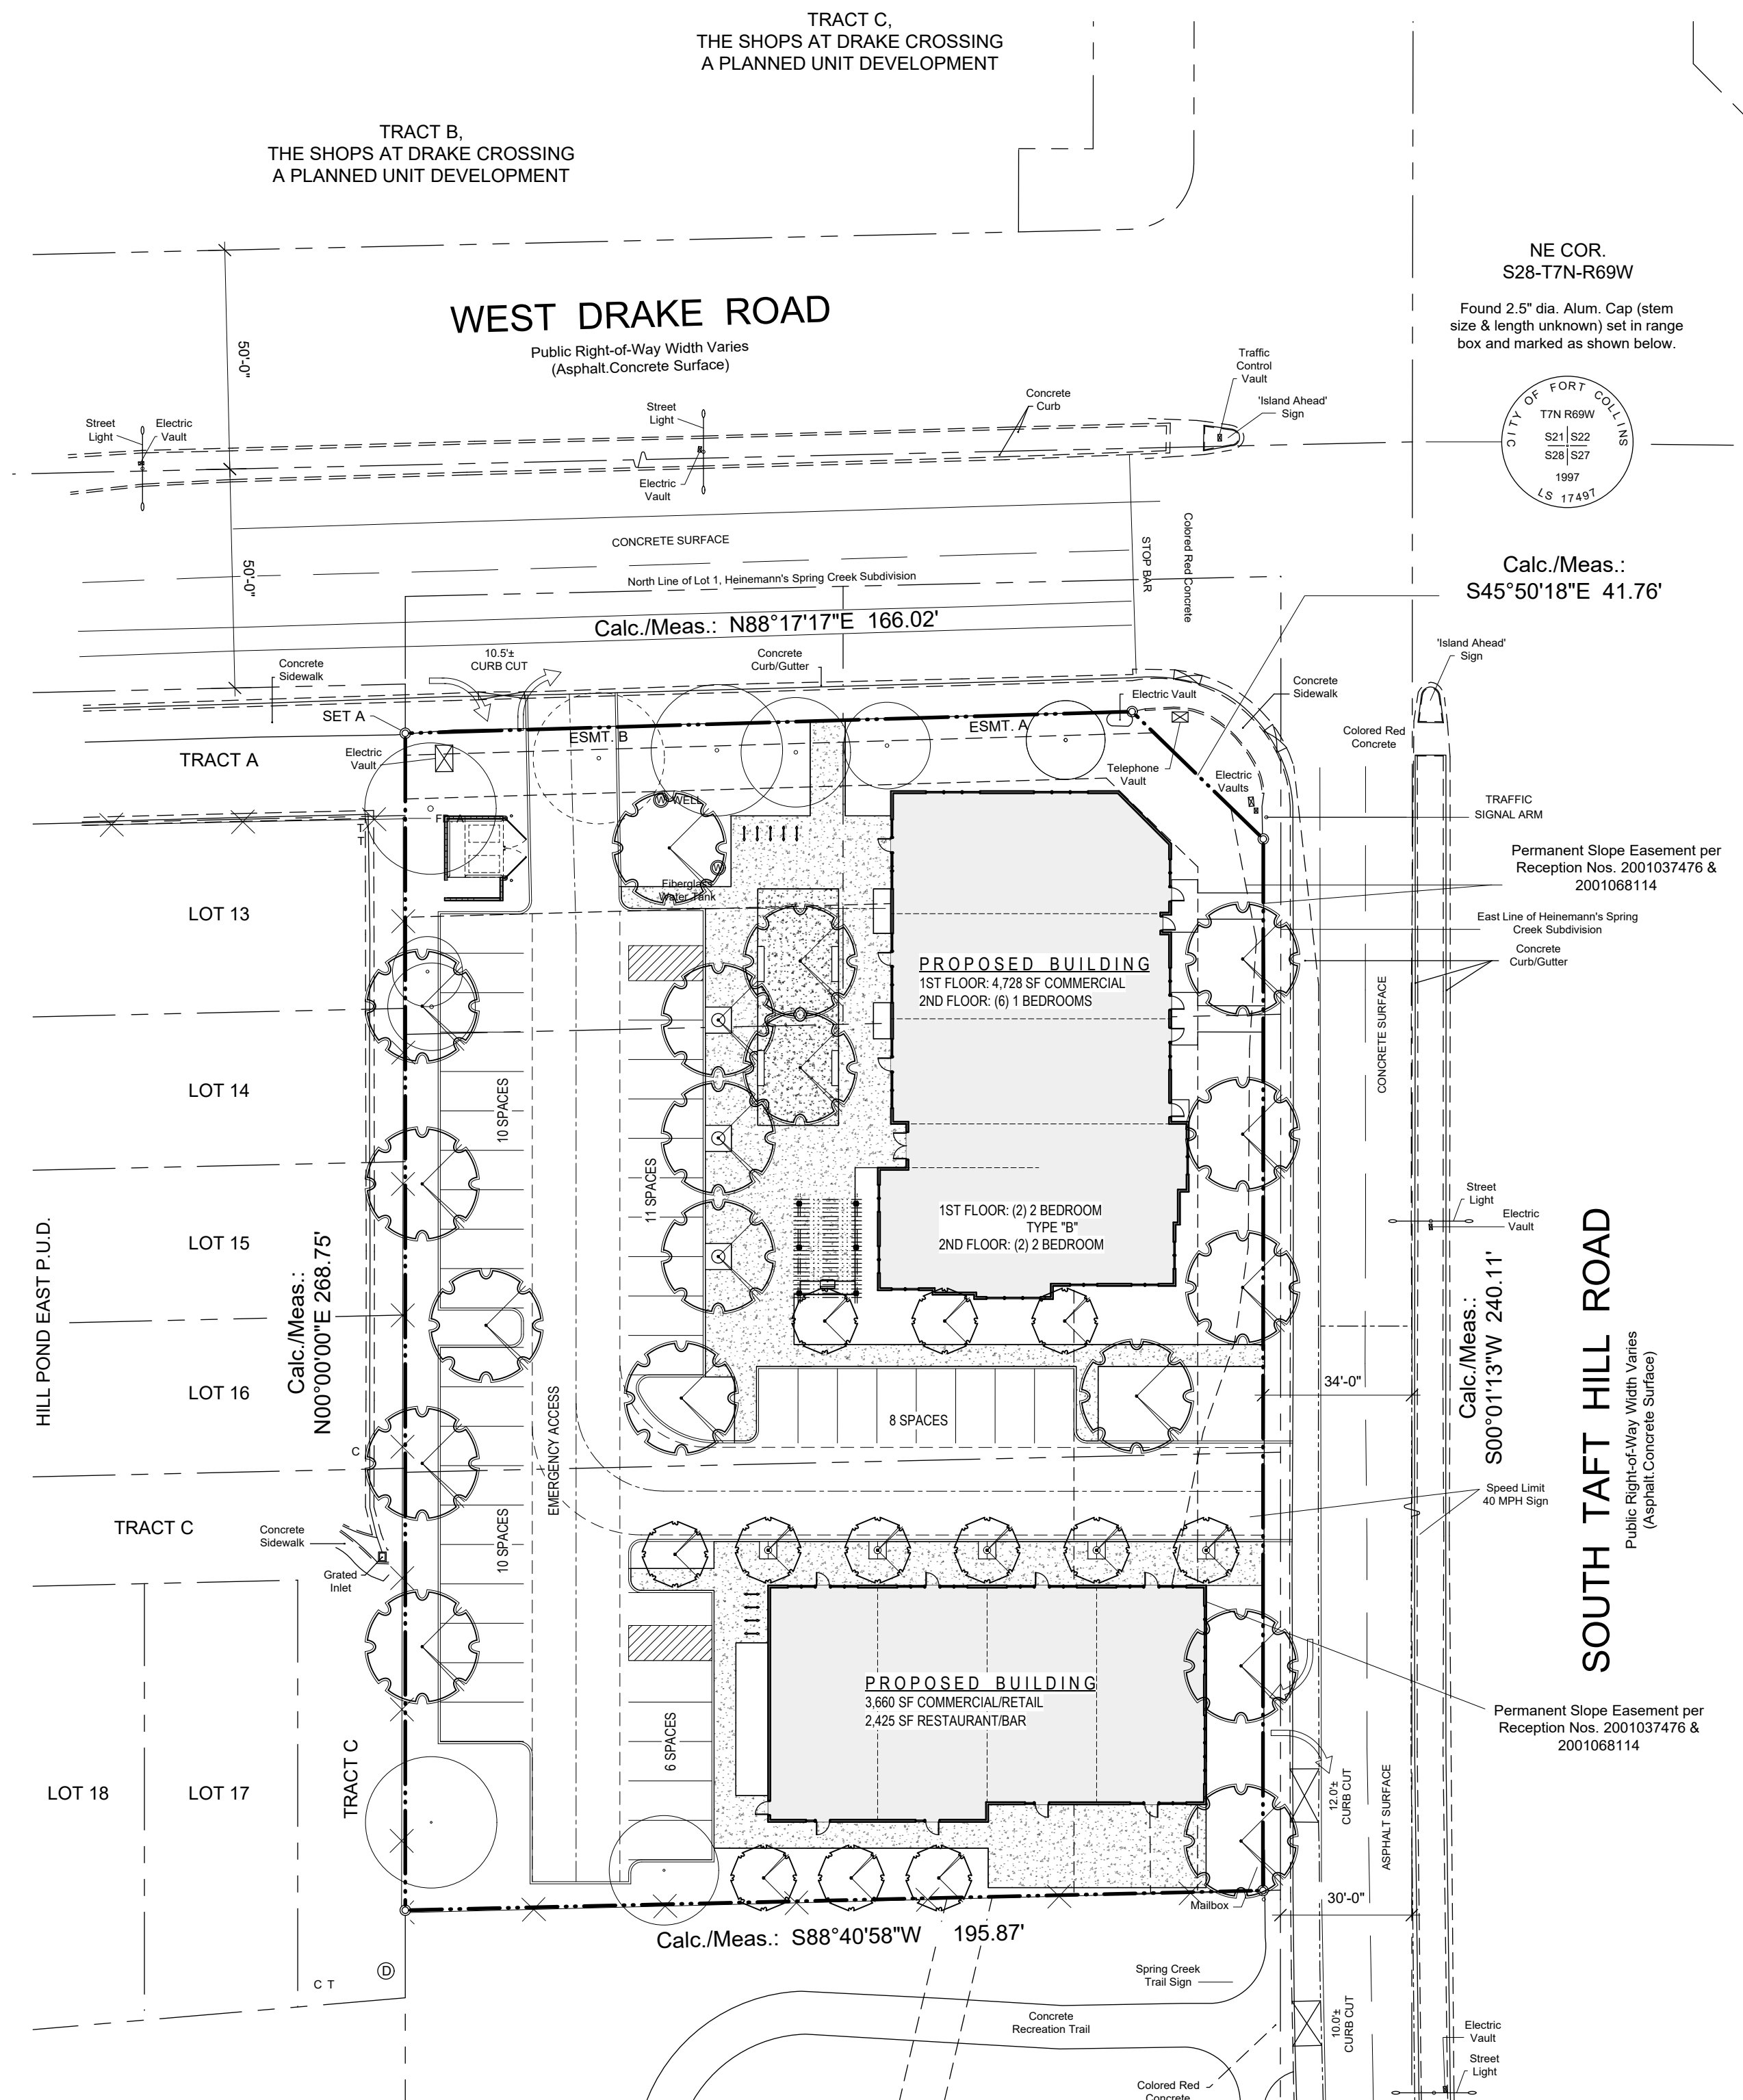 TRACT C,
THE SHOPS AT DRAKE CROSSING
A PLANNED UNIT DEVELOPMENT
TRACT B,
THE SHOPS AT DRAKE CROSSING
A PLANNED UNIT DEVELOPMENT
NE COR.
S28-T7N-R69W
Found 2.5" dia. Alum. Cap (stem
size & length unknown) set in range
box and marked as shown below.
CITY OF FORT COLLINS
T7N R69W
S21 S22
S28 S27
1997
LS 17497
WEST DRAKE ROAD
Public Right-of-Way Width Varies
(Asphalt.Concrete Surface)
50'-0"
50'-0"
Street
Light
Electric
Vault
Street
Light
Electric
Vault
Concrete
Curb
Traffic
Control
Vault
'Island Ahead'
Sign
CONCRETE SURFACE
STOP BAR
Colored Red Concrete
North Line of Lot 1, Heinemann's Spring Creek Subdivision
Calc./Meas.: N88°17'17"E 166.02'
Calc./Meas.:
S45°50'18"E 41.76'
10.5'±
CURB CUT
Concrete
Sidewalk
Concrete
Curb/Gutter
Electric Vault
Concrete
Sidewalk
'Island Ahead'
Sign
Colored Red
Concrete
SET A
ESMT. B
ESMT. A
TRACT A
Electric
Vault
Telephone
Vault
Electric
Vaults
TRAFFIC
SIGNAL ARM
W
WELL
T
T
W
Fiberglass
Water Tank
Permanent Slope Easement per
Reception Nos. 2001037476 &
2001068114
East Line of Heinemann's Spring
Creek Subdivision
Concrete
Curb/Gutter
LOT 13
LOT 14
LOT 15
LOT 16
HILL POND EAST P.U.D.
Calc./Meas.:
N00°00'00"E 268.75'
PROPOSED BUILDING
1ST FLOOR: 4,728 SF COMMERCIAL
2ND FLOOR: (6) 1 BEDROOMS
10 SPACES
11 SPACES
1ST FLOOR: (2) 2 BEDROOM
TYPE "B"
2ND FLOOR: (2) 2 BEDROOM
CONCRETE SURFACE
Street
Light
Electric
Vault
34'-0"
Calc./Meas.:
S00°01'13"W 240.11'
SOUTH TAFT HILL ROAD
Public Right-of-Way Width Varies
(Asphalt.Concrete Surface)
8 SPACES
EMERGENCY ACCESS
C
Speed Limit
40 MPH Sign
TRACT C
Concrete
Sidewalk
Grated
Inlet
10 SPACES
PROPOSED BUILDING
3,660 SF COMMERCIAL/RETAIL
2,425 SF RESTAURANT/BAR
6 SPACES
Permanent Slope Easement per
Reception Nos. 2001037476 &
2001068114
LOT 18
LOT 17
TRACT C
12.0'±
CURB CUT
ASPHALT SURFACE
30'-0"
Mailbox
Calc./Meas.: S88°40'58"W 195.87'
D
C T
Spring Creek
Trail Sign
Concrete
Recreation Trail
10.0'±
CURB CUT
Electric
Vault
Street
Light
Colored Red
Concrete